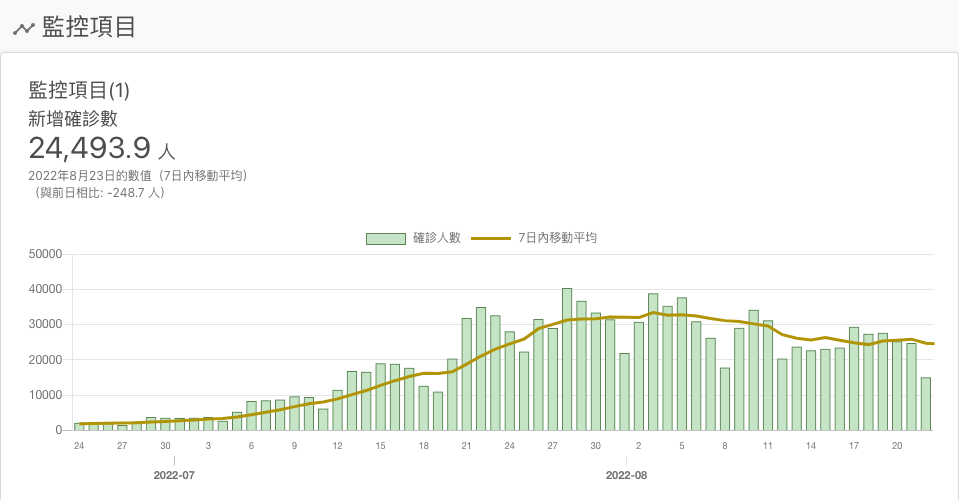 監控項目
監控項目(1)
新增確診數
24,493.9 人
2022年8月23日的數值（7日內移動平均）
（與前日相比: -248.7 人）
確診人數 7日內移動平均
50000
40000
30000
20000
10000
0
24 27 30 3 6 9 12 15 18 21 24 27 30 2 5 8 11 14 17 20
2022-07 2022-08